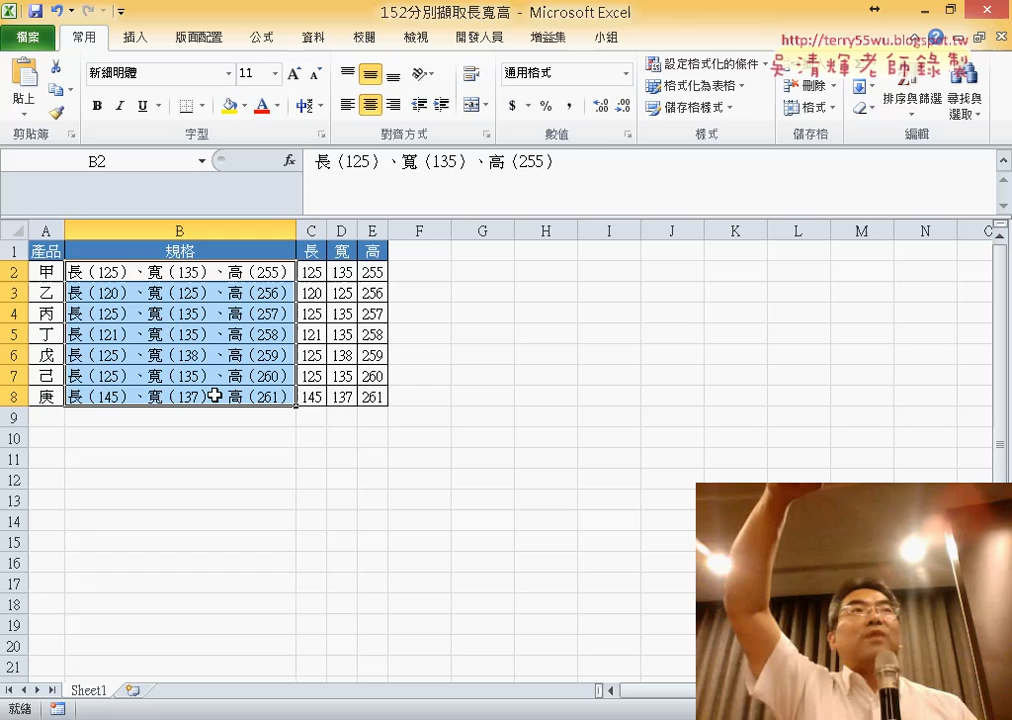 152分別擷取長寬高 - Microsoft Excel
檔案 常用 插入 版面配置 公式 資料 校閱 檢視 開發人員 增益集 小組
http://terry55wu.blogspot.tw
吳清輝老師錄製
新細明體 11 通用格式 設定格式化的條件
貼上 格式化為表格 刪除 排序與篩選 尋找與選取
儲存格樣式 格式
剪貼簿 字型 對齊方式 數值 樣式 儲存格 編輯
B2 fx 長（125）、寬（135）、高（255）
A B C D E F G H I J K L M N
1 產品 規格 長 寬 高
2 甲 長（125）、寬（135）、高（255） 125 135 255
3 乙 長（120）、寬（125）、高（256） 120 125 256
4 丙 長（125）、寬（135）、高（257） 125 135 257
5 丁 長（121）、寬（135）、高（258） 121 135 258
6 戊 長（125）、寬（138）、高（259） 125 138 259
7 己 長（125）、寬（135）、高（260） 125 135 260
8 庚 長（145）、寬（137） 高（261） 145 137 261
9
10
11
12
13
14
15
16
17
18
19
20
21
Sheet1
就緒